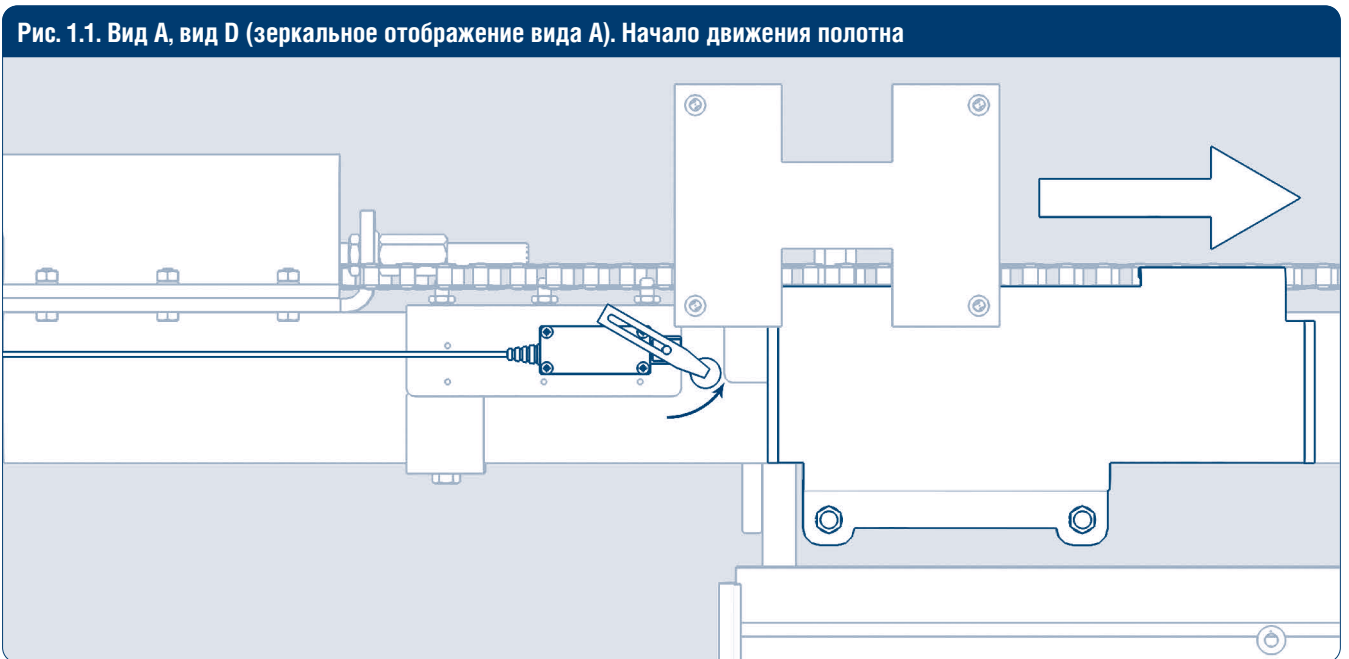 Рис. 1.1. Вид А, вид D (зеркальное отображение вида А). Начало движения полотна